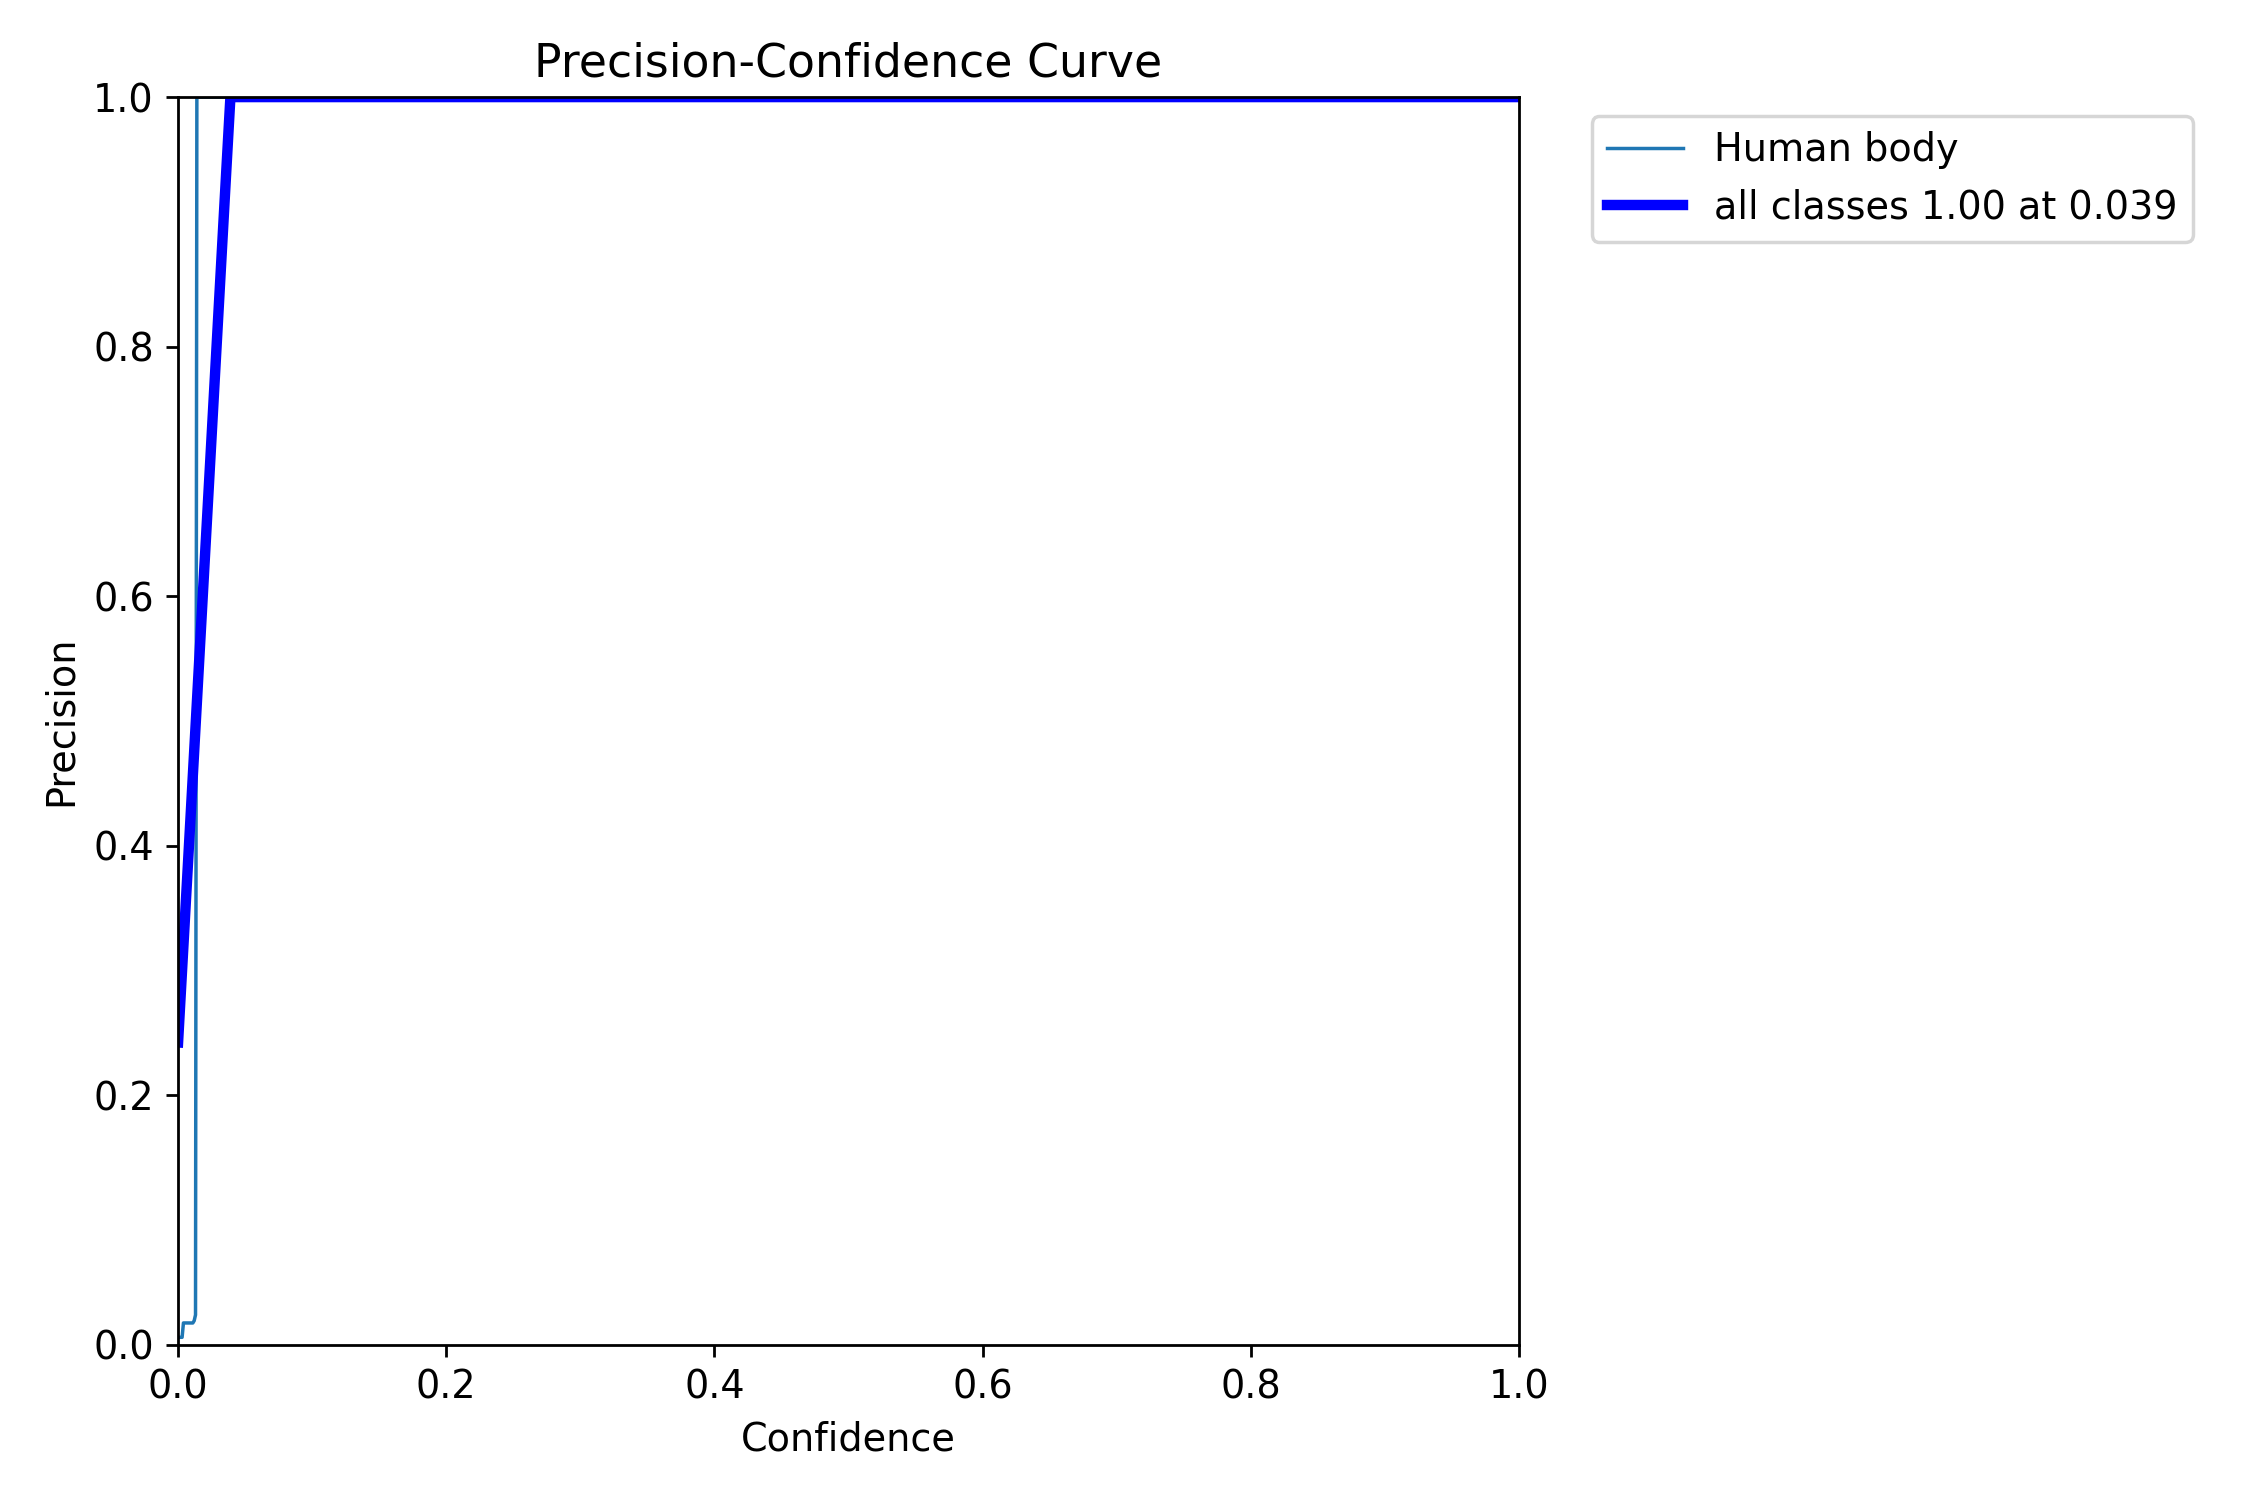 Precision-Confidence Curve
1.0
0.8
0.6
0.4
0.2
0.0
Precision
0.0 0.2 0.4 0.6 0.8 1.0
Confidence
Human body
all classes 1.00 at 0.039